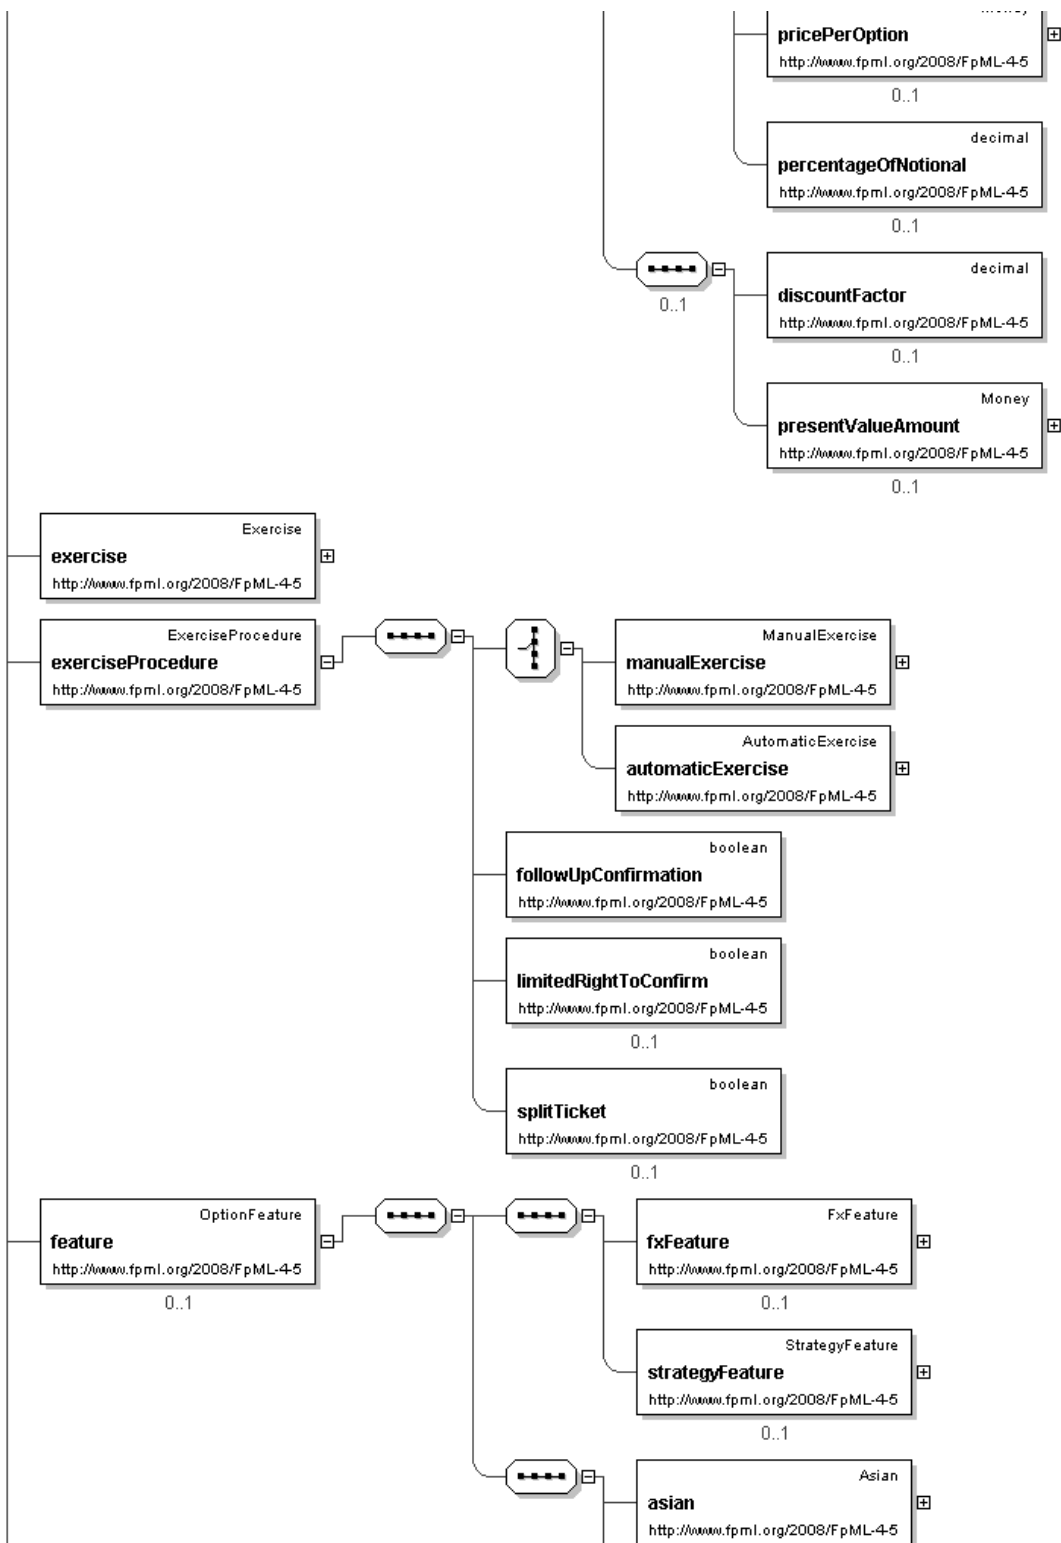 pricePerOption
http://www.fpml.org/2008/FpML-4-5
0..1
decimal
percentageOfNotional
http://www.fpml.org/2008/FpML-4-5
0..1
0..1
decimal
discountFactor
http://www.fpml.org/2008/FpML-4-5
0..1
Money
presentValueAmount
http://www.fpml.org/2008/FpML-4-5
0..1
Exercise
exercise
http://www.fpml.org/2008/FpML-4-5
ExerciseProcedure
exerciseProcedure
http://www.fpml.org/2008/FpML-4-5
ManualExercise
manualExercise
http://www.fpml.org/2008/FpML-4-5
AutomaticExercise
automaticExercise
http://www.fpml.org/2008/FpML-4-5
boolean
followUpConfirmation
http://www.fpml.org/2008/FpML-4-5
boolean
limitedRightToConfirm
http://www.fpml.org/2008/FpML-4-5
0..1
boolean
splitTicket
http://www.fpml.org/2008/FpML-4-5
0..1
OptionFeature
feature
http://www.fpml.org/2008/FpML-4-5
0..1
FxFeature
fxFeature
http://www.fpml.org/2008/FpML-4-5
0..1
StrategyFeature
strategyFeature
http://www.fpml.org/2008/FpML-4-5
0..1
Asian
asian
http://www.fpml.org/2008/FpML-4-5